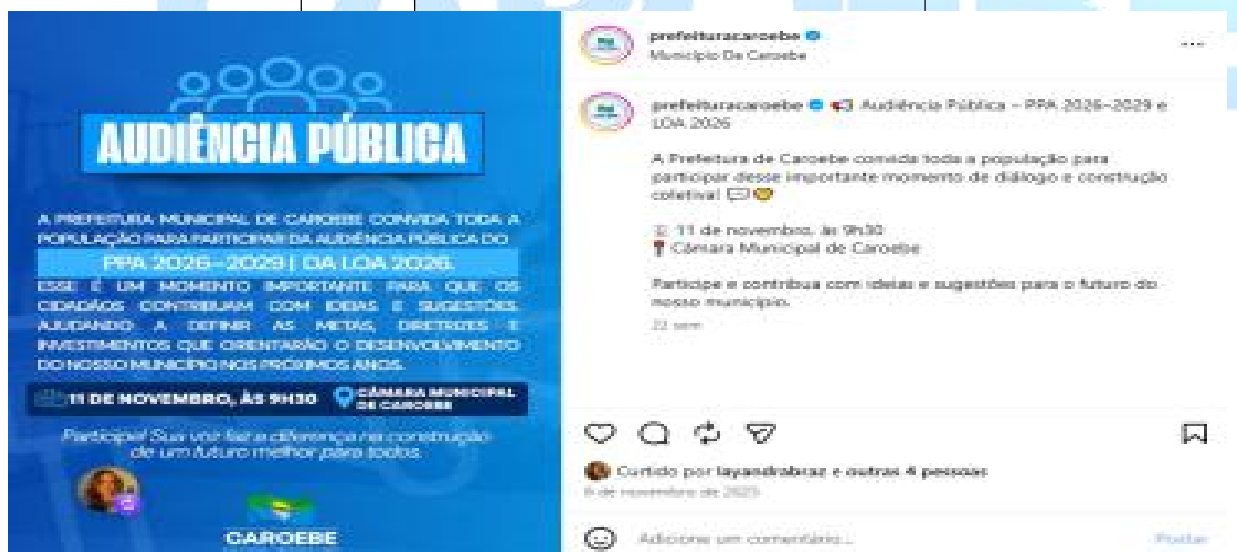 AUDIÊNCIA PÚBLICA
A PREFEITURA MUNICIPAL DE CAROEBE CONVIDA TODA A
POPULAÇÃO PARA PARTICIPAR DA AUDIÊNCIA PÚBLICA DO
PPA 2026-2029 | DA LOA 2026.
ESSE É UM MOMENTO IMPORTANTE PARA QUE OS
CIDADÃOS CONTRIBUAM COM IDEIAS E SUGESTÕES,
AJUDANDO A DEFINIR AS METAS, DIRETRIZES E
INVESTIMENTOS QUE ORIENTARÃO O DESENVOLVIMENTO
DO NOSSO MUNICÍPIO NOS PRÓXIMOS ANOS.
11 DE NOVEMBRO, ÀS 9H30
CÂMARA MUNICIPAL
DE CAROEBE
Participe! Sua voz faz a diferença na construção
de um futuro melhor para todos.
CAROEBE
prefeituracaroebe
Município De Caroebe
prefeituracaroebe 📢 Audiência Pública – PPA 2026–2029 e
LOA 2026
A Prefeitura de Caroebe convida toda a população para
participar desse importante momento de diálogo e construção
coletiva!
11 de novembro, às 9h30
📍 Câmara Municipal de Caroebe
Participe e contribua com ideias e sugestões para o futuro do
nosso município.
22 sem
Curtido por layandrabraz e outras 4 pessoas
6 de novembro de 2025
Adicione um comentário...
Postar